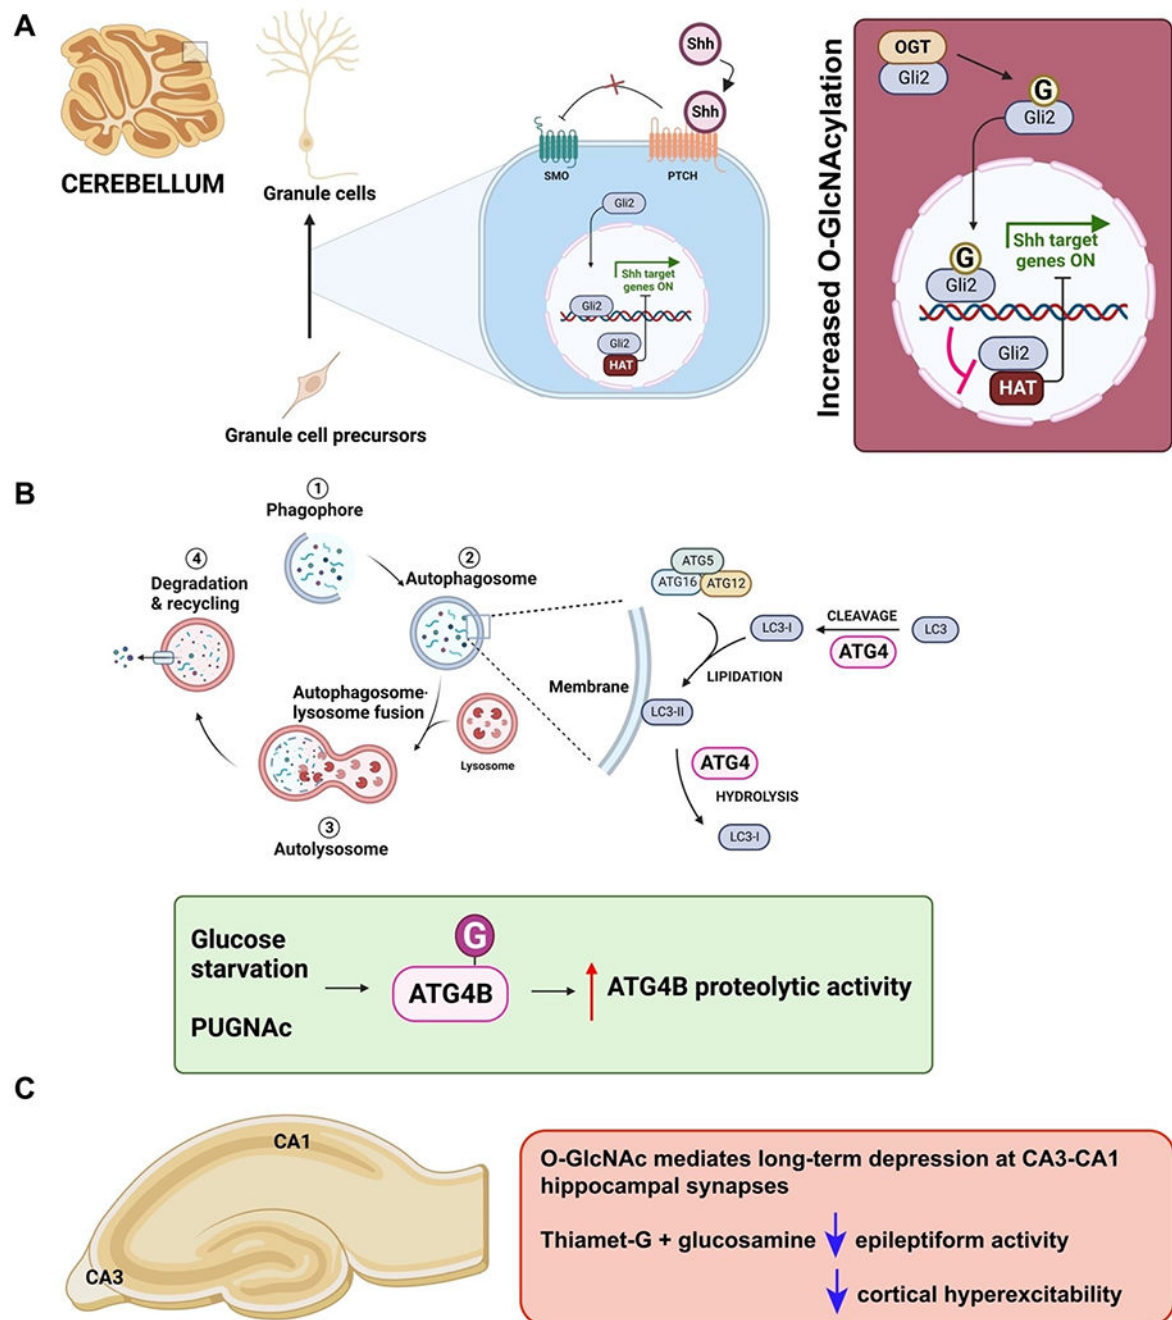 A
CEREBELLUM
Granule cells
Granule cell precursors
Shh
Shh
SMO
PTCH
Gli2
Shh target
genes ON
Gli2
Gli2
HAT
Increased O-GlcNAcylation
OGT
Gli2
G
Gli2
G
Gli2
Shh target
genes ON
Gli2
HAT
B
1
Phagophore
2
Autophagosome
4
Degradation
& recycling
Autophagosome-
lysosome fusion
Lysosome
3
Autolysosome
Membrane
ATG5
ATG16
ATG12
LC3-I
CLEAVAGE
ATG4
LC3
LIPIDATION
LC3-II
ATG4
HYDROLYSIS
LC3-I
Glucose
starvation
PUGNAc
G
ATG4B
ATG4B proteolytic activity
C
CA1
CA3
O-GlcNAc mediates long-term depression at CA3-CA1
hippocampal synapses
Thiamet-G + glucosamine epileptiform activity
cortical hyperexcitability